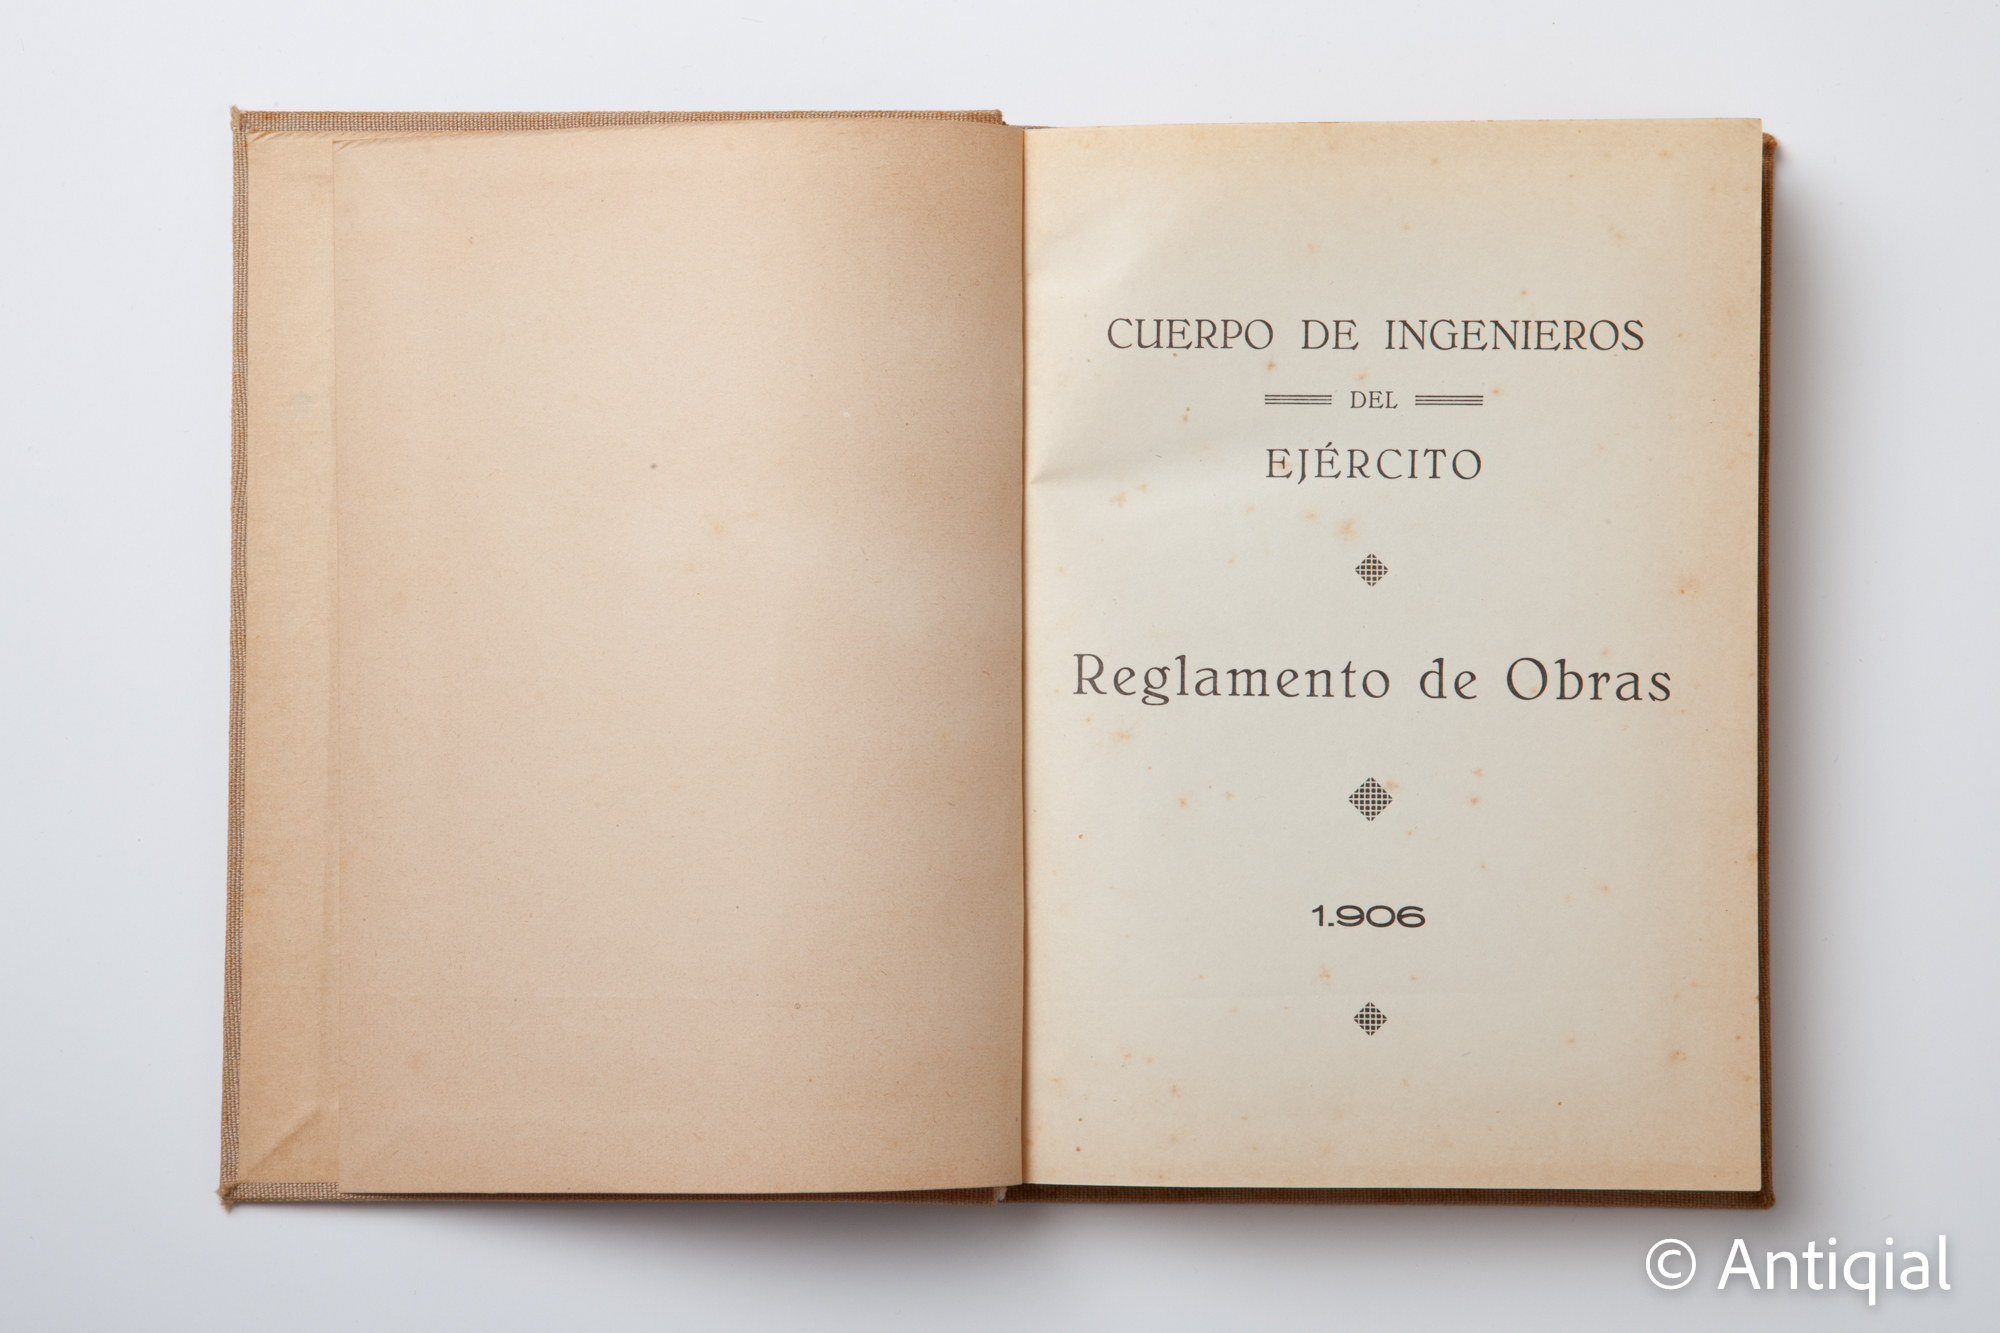 CUERPO DE INGENIEROS
DEL
EJÉRCITO
Reglamento de Obras
1.906
© Antiqial